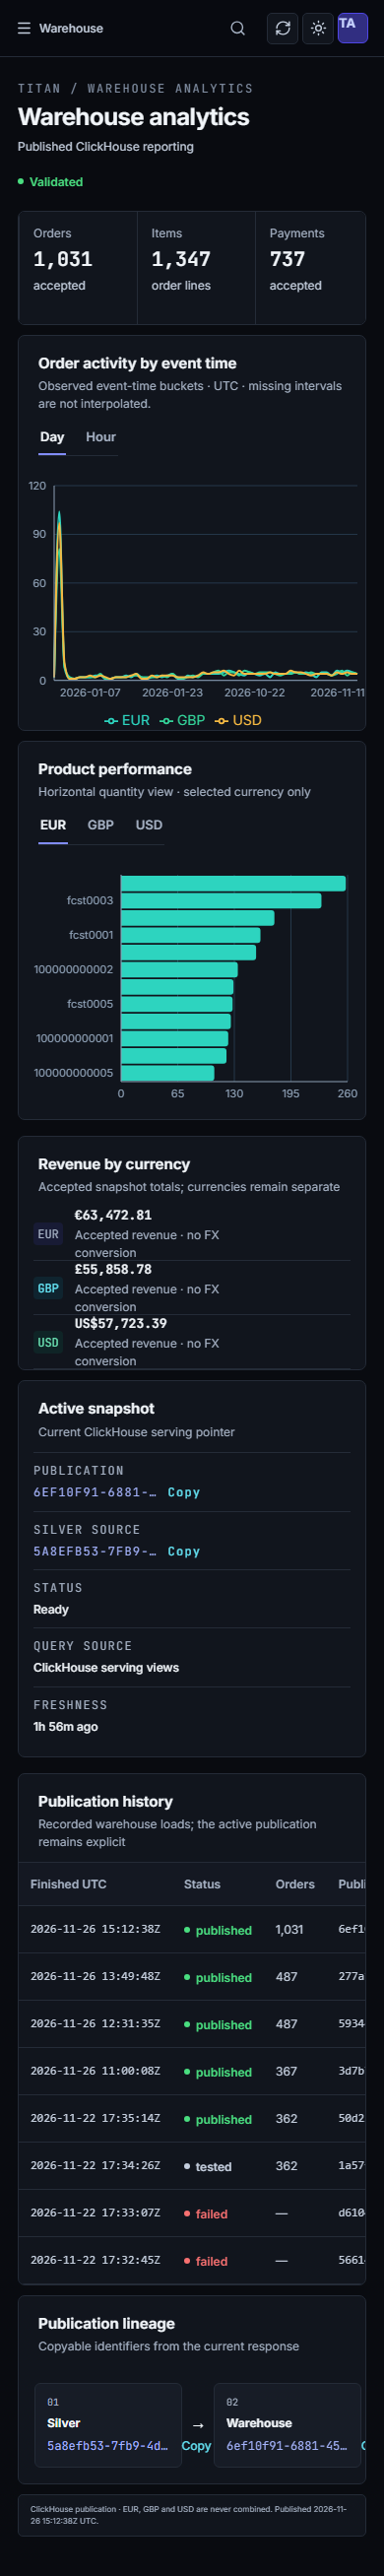 Warehouse
TA
TITAN / WAREHOUSE ANALYTICS
Warehouse analytics
Published ClickHouse reporting
Validated
Orders Items Payments
1,031 1,347 737
accepted order lines accepted
Order activity by event time
Observed event-time buckets · UTC · missing intervals
are not interpolated.
Day Hour
120
90
60
30
0
2026-01-07 2026-01-23 2026-10-22 2026-11-11
EUR GBP USD
Product performance
Horizontal quantity view · selected currency only
EUR GBP USD
fcst0003
fcst0001
100000000002
fcst0005
100000000001
100000000005
0 65 130 195 260
Revenue by currency
Accepted snapshot totals; currencies remain separate
€63,472.81
EUR Accepted revenue · no FX
conversion
£55,858.78
GBP Accepted revenue · no FX
conversion
US$57,723.39
USD Accepted revenue · no FX
conversion
Active snapshot
Current ClickHouse serving pointer
PUBLICATION
6EF10F91-6881-… Copy
SILVER SOURCE
5A8EFB53-7FB9-… Copy
STATUS
Ready
QUERY SOURCE
ClickHouse serving views
FRESHNESS
1h 56m ago
Publication history
Recorded warehouse loads; the active publication
remains explicit
Finished UTC Status Orders Publi
2026-11-26 15:12:38Z published 1,031 6ef1
2026-11-26 13:49:48Z published 487 277a
2026-11-26 12:31:35Z published 487 5934
2026-11-26 11:00:08Z published 367 3d7b
2026-11-22 17:35:14Z published 362 50d2
2026-11-22 17:34:26Z tested 362 1a57
2026-11-22 17:33:07Z failed — d610
2026-11-22 17:32:45Z failed — 5661
Publication lineage
Copyable identifiers from the current response
01 02
Silver → Warehouse
5a8efb53-7fb9-4d… Copy 6ef10f91-6881-45…
ClickHouse publication · EUR, GBP and USD are never combined. Published 2026-11-
26 15:12:38Z UTC.